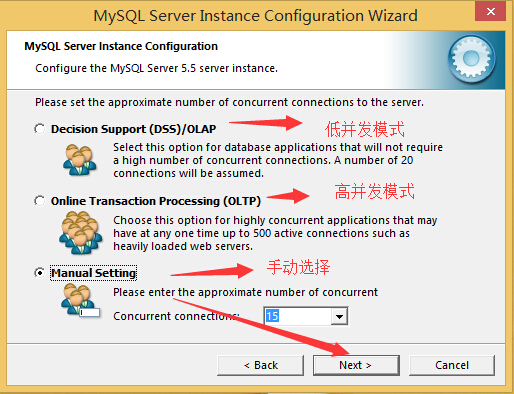 MySQL Server Instance Configuration Wizard
MySQL Server Instance Configuration
Configure the MySQL Server 5.5 server instance.
Please set the approximate number of concurrent connections to the server.
Decision Support (DSS)/OLAP
低并发模式
Select this option for database applications that will not require
a high number of concurrent connections. A number of 20
connections will be assumed.
Online Transaction Processing (OLTP)
高并发模式
Choose this option for highly concurrent applications that may
have at any one time up to 500 active connections such as
heavily loaded web servers.
Manual Setting
手动选择
Please enter the approximate number of concurrent
Concurrent connections:
15
< Back
Next >
Cancel